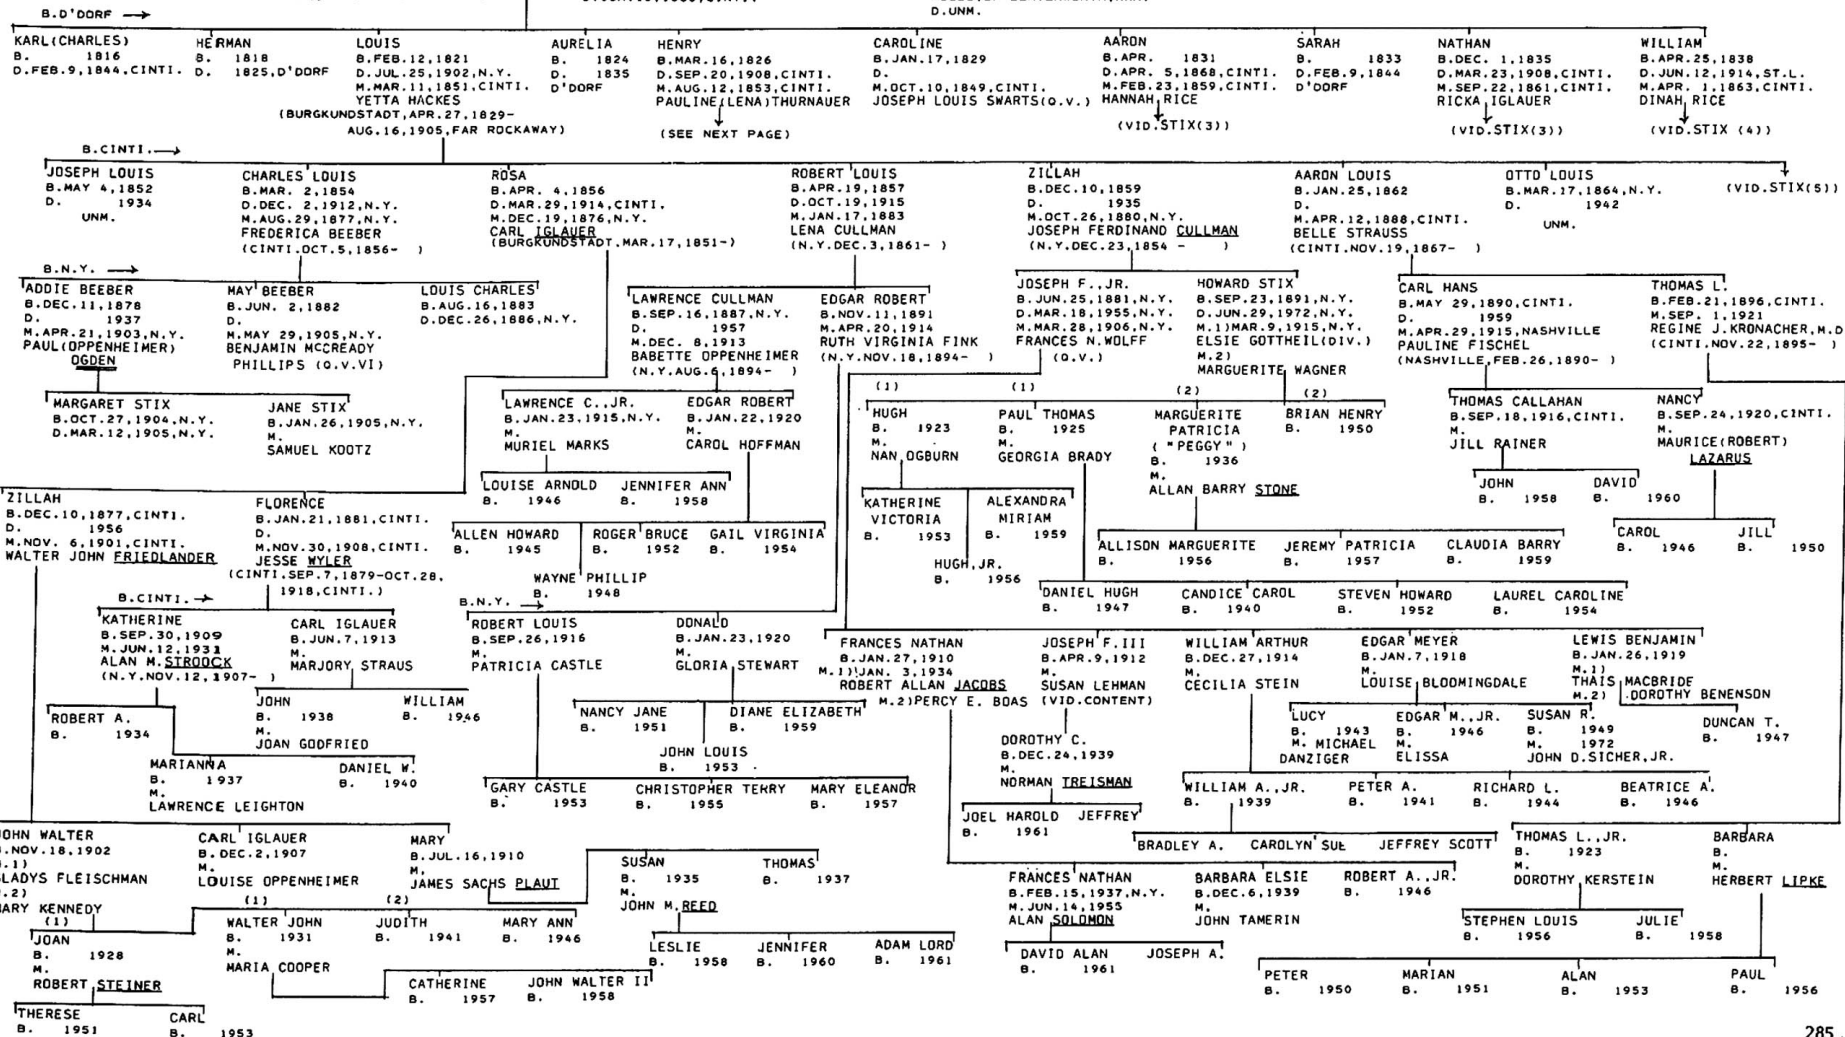 B.D'DORF →
D.UNM.
KARL(CHARLES)
B. 1816
D.FEB.9,1844,CINTI.
HERMAN
B. 1818
D. 1825,D'DORF
LOUIS
B.FEB.12,1821
D.JUL.25,1902,N.Y.
M.MAR.11,1851,CINTI.
YETTA HACKES
(BURGKUNDSTADT,APR.27,1829-
AUG.16,1905,FAR ROCKAWAY)
AURELIA
B. 1824
D. 1835
D'DORF
HENRY
B.MAR.16,1826
D.SEP.20,1908,CINTI.
M.AUG.12,1853,CINTI.
PAULINE(LENA)THURNAUER
(SEE NEXT PAGE)
CAROLINE
B.JAN.17,1829
D.
M.OCT.10,1849,CINTI.
JOSEPH LOUIS SWARTS(Q.V.)
AARON
B.APR. 1831
D.APR. 5,1868,CINTI.
M.FEB.23,1859,CINTI.
HANNAH RICE
(VID.STIX(3))
SARAH
B. 1833
D.FEB.9,1844
D'DORF
NATHAN
B.DEC. 1,1835
D.MAR.23,1908,CINTI.
M.SEP.22,1861,CINTI.
RICKA IGLAUER
(VID.STIX(3))
WILLIAM
B.APR.25,1838
D.JUN.12,1914,ST.L.
M.APR. 1,1863,CINTI.
DINAH RICE
(VID.STIX (4))
B.CINTI.→
JOSEPH LOUIS
B.MAY 4,1852
D. 1934
UNM.
CHARLES LOUIS
B.MAR. 2,1854
D.DEC. 2,1912,N.Y.
M.AUG.29,1877,N.Y.
FREDERICA BEEBER
(CINTI.OCT.5,1856- )
ROSA
B.APR. 4,1856
D.MAR.29,1914,CINTI.
M.DEC.19,1876,N.Y.
CARL IGLAUER
(BURGKUNDSTADT,MAR.17,1851-)
ROBERT LOUIS
B.APR.19,1857
D.OCT.19,1915
M.JAN.17,1883
LENA CULLMAN
(N.Y.DEC.3,1861- )
ZILLAH
B.DEC.10,1859
D. 1935
M.OCT.26,1880,N.Y.
JOSEPH FERDINAND CULLMAN
(N.Y.DEC.23,1854 - )
AARON LOUIS
B.JAN.25,1862
D.
M.APR.12,1888,CINTI.
BELLE STRAUSS
(CINTI.NOV.19,1867- )
OTTO LOUIS
B.MAR.17,1864,N.Y.
D. 1942
UNM.
(VID.STIX(5))
B.N.Y. →
ADDIE BEEBER
B.DEC.11,1878
D. 1937
M.APR.21,1903,N.Y.
PAUL(OPPENHEIMER)
OGDEN
MAY BEEBER
B.JUN. 2,1882
D.
M.MAY 29,1905,N.Y.
BENJAMIN MCCREADY
PHILLIPS (Q.V.VI)
LOUIS CHARLES
B.AUG.16,1883
D.DEC.26,1886,N.Y.
LAWRENCE CULLMAN
B.SEP.16,1887,N.Y.
D. 1957
M.DEC. 8,1913
BABETTE OPPENHEIMER
(N.Y.AUG.6,1894- )
EDGAR ROBERT
B.NOV.11,1891
M.APR.20,1914
RUTH VIRGINIA FINK
(N.Y.NOV.18,1894- )
JOSEPH F.,JR.
B.JUN.25,1881,N.Y.
D.MAR.18,1955,N.Y.
M.MAR.28,1906,N.Y.
FRANCES N.WOLFF
(Q.V.)
HOWARD STIX
B.SEP.23,1891,N.Y.
D.JUN.29,1972,N.Y.
M.1)MAR.9,1915,N.Y.
ELSIE GOTTHEIL(DIV.)
M.2)
MARGUERITE WAGNER
CARL HANS
B.MAY 29,1890,CINTI.
D. 1959
M.APR.29,1915,NASHVILLE
PAULINE FISCHEL
(NASHVILLE,FEB.26,1890- )
THOMAS L.
B.FEB.21,1896,CINTI.
M.SEP. 1,1921
REGINE J.KRONACHER,M.D
(CINTI.NOV.22,1895- )
MARGARET STIX
B.OCT.27,1904,N.Y.
D.MAR.12,1905,N.Y.
JANE STIX
B.JAN.26,1905,N.Y.
M.
SAMUEL KOOTZ
LAWRENCE C.,JR.
B.JAN.23,1915,N.Y.
M.
MURIEL MARKS
EDGAR ROBERT
B.JAN.22,1920
M.
CAROL HOFFMAN
(1) (1) (2) (2)
HUGH
B. 1923
M.
NAN OGBURN
PAUL THOMAS
B. 1925
M.
GEORGIA BRADY
MARGUERITE
PATRICIA
("PEGGY")
B. 1936
M.
ALLAN BARRY STONE
BRIAN HENRY
B. 1950
THOMAS CALLAHAN
B.SEP.18,1916,CINTI.
M.
JILL RAINER
NANCY
B.SEP.24,1920,CINTI.
M.
MAURICE(ROBERT)
LAZARUS
LOUISE ARNOLD
B. 1946
JENNIFER ANN
B. 1958
JOHN
B. 1958
DAVID
B. 1960
ZILLAH
B.DEC.10,1877,CINTI.
D. 1956
M.NOV. 6,1901,CINTI.
WALTER JOHN FRIEDLANDER
FLORENCE
B.JAN.21,1881,CINTI.
D.
M.NOV.30,1908,CINTI.
JESSE WYLER
(CINTI.SEP.7,1879-OCT.28,
1918,CINTI.)
ALLEN HOWARD
B. 1945
ROGER BRUCE
B. 1952
GAIL VIRGINIA
B. 1954
WAYNE PHILLIP
B. 1948
KATHERINE
VICTORIA
B. 1953
ALEXANDRA
MIRIAM
B. 1959
HUGH,JR.
B. 1956
ALLISON MARGUERITE
B. 1956
JEREMY PATRICIA
B. 1957
CLAUDIA BARRY
B. 1959
CAROL
B. 1946
JILL
B. 1950
DANIEL HUGH
B. 1947
CANDICE CAROL
B. 1940
STEVEN HOWARD
B. 1952
LAUREL CAROLINE
B. 1954
B.CINTI. →
KATHERINE
B.SEP.30,1909
M.JUN.12,1931
ALAN M.STROOCK
(N.Y.NOV.12,1907- )
CARL IGLAUER
B.JUN.7,1913
M.
MARJORY STRAUS
B.N.Y. →
ROBERT LOUIS
B.SEP.26,1916
M.
PATRICIA CASTLE
DONALD
B.JAN.23,1920
M.
GLORIA STEWART
FRANCES NATHAN
B.JAN.27,1910
M.1)JAN. 3,1934
ROBERT ALLAN JACOBS
M.2)PERCY E. BOAS
JOSEPH F.III
B.APR.9,1912
M.
SUSAN LEHMAN
(VID.CONTENT)
WILLIAM ARTHUR
B.DEC.27,1914
M.
CECILIA STEIN
EDGAR MEYER
B.JAN.7,1918
M.
LOUISE BLOOMINGDALE
LEWIS BENJAMIN
B.JAN.26,1919
M.1)
THAIS MACBRIDE
M.2) DOROTHY BENENSON
ROBERT A.
B. 1934
JOHN
B. 1938
M.
JOAN GODFRIED
WILLIAM
B. 1946
NANCY JANE
B. 1951
DIANE ELIZABETH
B. 1959
JOHN LOUIS
B. 1953
DOROTHY C.
B.DEC.24,1939
M.
NORMAN TREISMAN
LUCY
B. 1943
M. MICHAEL
DANZIGER
EDGAR M.,JR.
B. 1946
M.
ELISSA
SUSAN R.
B. 1949
M. 1972
JOHN D.SICHER,JR.
DUNCAN T.
B. 1947
MARIANNA
B. 1937
M.
LAWRENCE LEIGHTON
DANIEL W.
B. 1940
GARY CASTLE
B. 1953
CHRISTOPHER TERRY
B. 1955
MARY ELEANOR
B. 1957
WILLIAM A.,JR.
B. 1939
PETER A.
B. 1941
RICHARD L.
B. 1944
BEATRICE A.
B. 1946
JOEL HAROLD
B. 1961
JEFFREY
JOHN WALTER
B.NOV.18,1902
M.1)
GLADYS FLEISCHMAN
M.2)
MARY KENNEDY
CARL IGLAUER
B.DEC.2,1907
M.
LOUISE OPPENHEIMER
MARY
B.JUL.16,1910
M.
JAMES SACHS PLAUT
SUSAN
B. 1935
M.
JOHN M.REED
THOMAS
B. 1937
BRADLEY A.
CAROLYN SUE
JEFFREY SCOTT
FRANCES NATHAN
B.FEB.15,1937,N.Y.
M.JUN.14,1955
ALAN SOLOMON
BARBARA ELSIE
B.DEC.6,1939
M.
JOHN TAMERIN
ROBERT A.,JR.
B. 1946
THOMAS L.,JR.
B. 1923
M.
DOROTHY KERSTEIN
BARBARA
B.
M.
HERBERT LIPKE
(1) (1) (2)
JOAN
B. 1928
M.
ROBERT STEINER
WALTER JOHN
B. 1931
M.
MARIA COOPER
JUDITH
B. 1941
MARY ANN
B. 1946
STEPHEN LOUIS
B. 1956
JULIE
B. 1958
LESLIE
B. 1958
JENNIFER
B. 1960
ADAM LORD
B. 1961
DAVID ALAN
B. 1961
JOSEPH A.
CATHERINE
B. 1957
JOHN WALTER II
B. 1958
PETER
B. 1950
MARIAN
B. 1951
ALAN
B. 1953
PAUL
B. 1956
THERESE
B. 1951
CARL
B. 1953
285